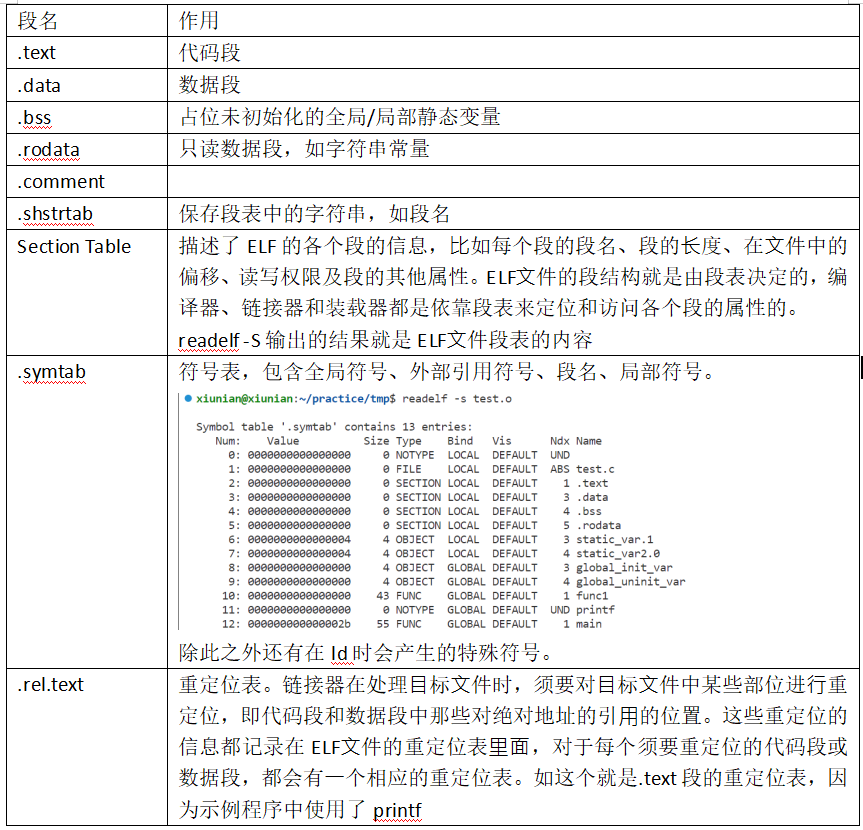 段名 作用
.text 代码段
.data 数据段
.bss 占位未初始化的全局/局部静态变量
.rodata 只读数据段，如字符串常量
.comment
.shstrtab 保存段表中的字符串，如段名
Section Table 描述了 ELF 的各个段的信息，比如每个段的段名、段的长度、在文件中的
偏移、读写权限及段的其他属性。ELF文件的段结构就是由段表决定的，编
译器、链接器和装载器都是依靠段表来定位和访问各个段的属性的。
readelf -S 输出的结果就是 ELF文件段表的内容
.symtab 符号表，包含全局符号、外部引用符号、段名、局部符号。
xiunian@xiunian:~/practice/tmp$ readelf -s test.o
Symbol table '.symtab' contains 13 entries:
Num: Value Size Type Bind Vis Ndx Name
0: 0000000000000000 0 NOTYPE LOCAL DEFAULT UND
1: 0000000000000000 0 FILE LOCAL DEFAULT ABS test.c
2: 0000000000000000 0 SECTION LOCAL DEFAULT 1 .text
3: 0000000000000000 0 SECTION LOCAL DEFAULT 3 .data
4: 0000000000000000 0 SECTION LOCAL DEFAULT 4 .bss
5: 0000000000000000 0 SECTION LOCAL DEFAULT 5 .rodata
6: 0000000000000004 4 OBJECT LOCAL DEFAULT 3 static_var.1
7: 0000000000000004 4 OBJECT LOCAL DEFAULT 4 static_var2.0
8: 0000000000000000 4 OBJECT GLOBAL DEFAULT 3 global_init_var
9: 0000000000000000 4 OBJECT GLOBAL DEFAULT 4 global_uninit_var
10: 0000000000000000 43 FUNC GLOBAL DEFAULT 1 func1
11: 0000000000000000 0 NOTYPE GLOBAL DEFAULT UND printf
12: 000000000000002b 55 FUNC GLOBAL DEFAULT 1 main
除此之外还有在 ld 时会产生的特殊符号。
.rel.text 重定位表。链接器在处理目标文件时，须要对目标文件中某些部位进行重
定位，即代码段和数据段中那些对绝对地址的引用的位置。这些重定位的
信息都记录在 ELF文件的重定位表里面，对于每个须要重定位的代码段或
数据段，都会有一个相应的重定位表。如这个就是.text 段的重定位表，因
为示例程序中使用了 printf